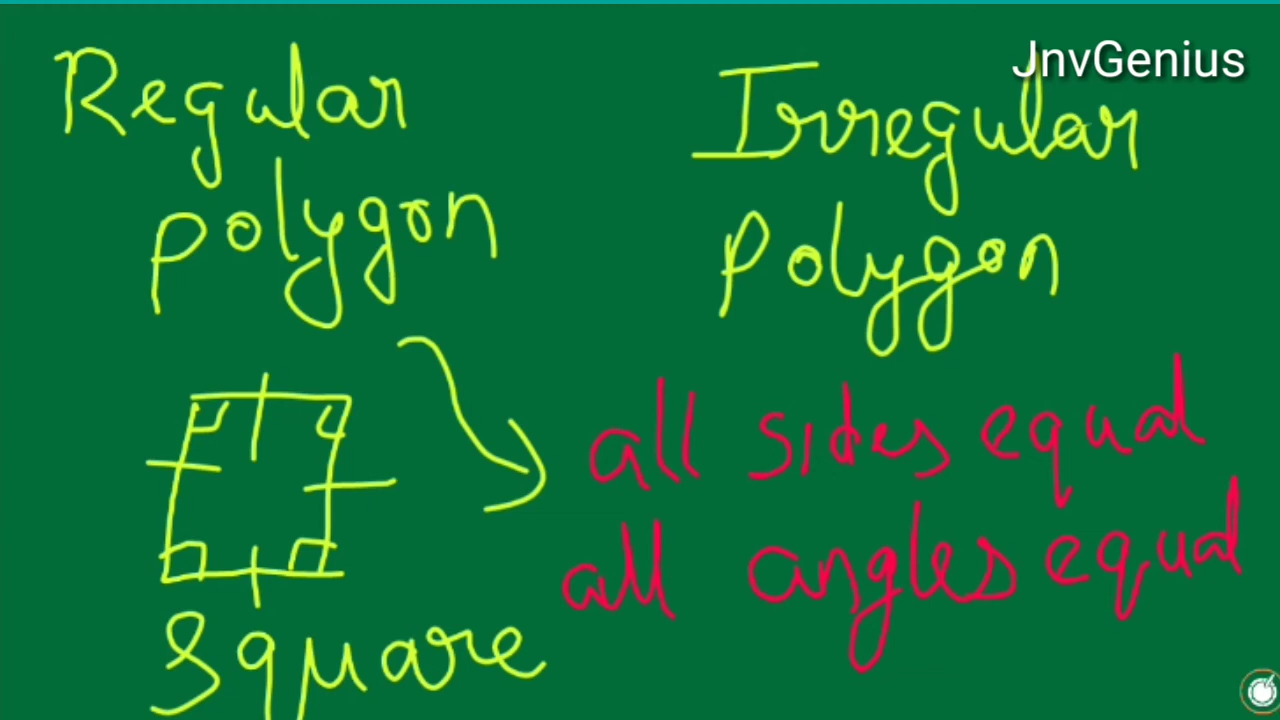 JnvGenius
Regular
polygon
Irregular
Polygon
all sides equal
all angles equal
Square